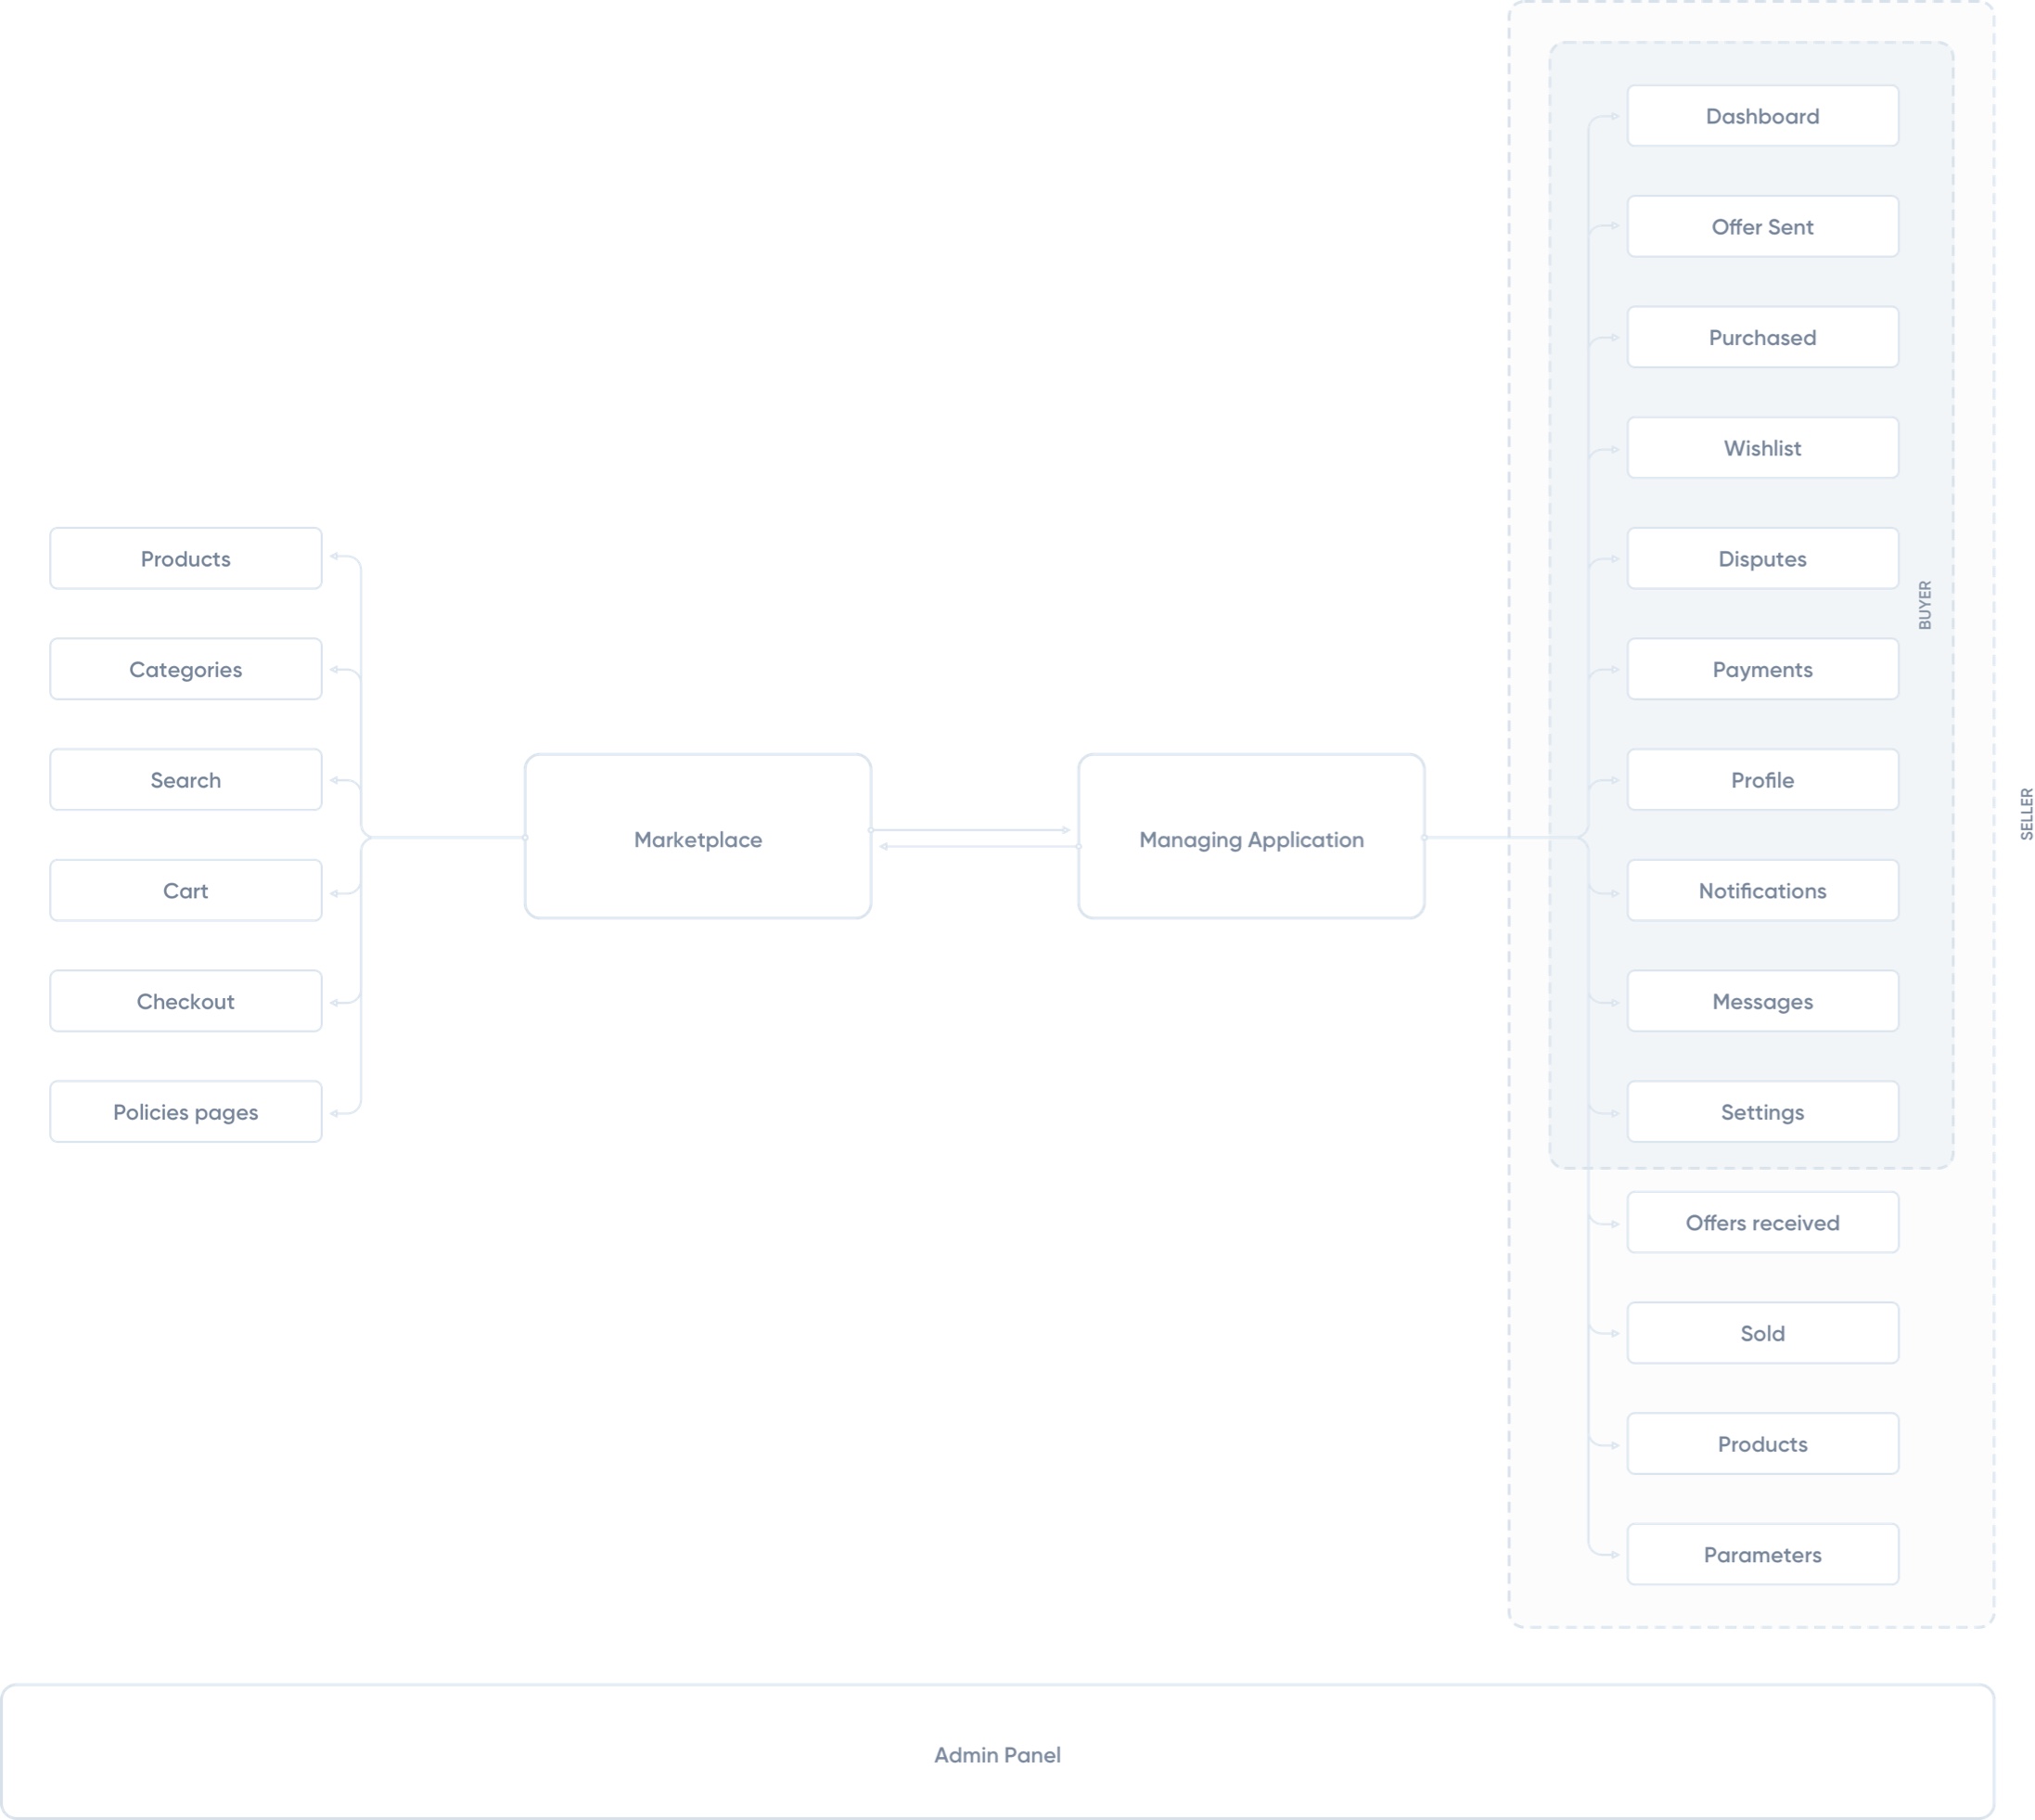 Products
Categories
Search
Cart
Checkout
Policies pages
Marketplace
Managing Application
Dashboard
Offer Sent
Purchased
Wishlist
Disputes
Payments
Profile
Notifications
Messages
Settings
BUYER
Offers received
Sold
Products
Parameters
SELLER
Admin Panel